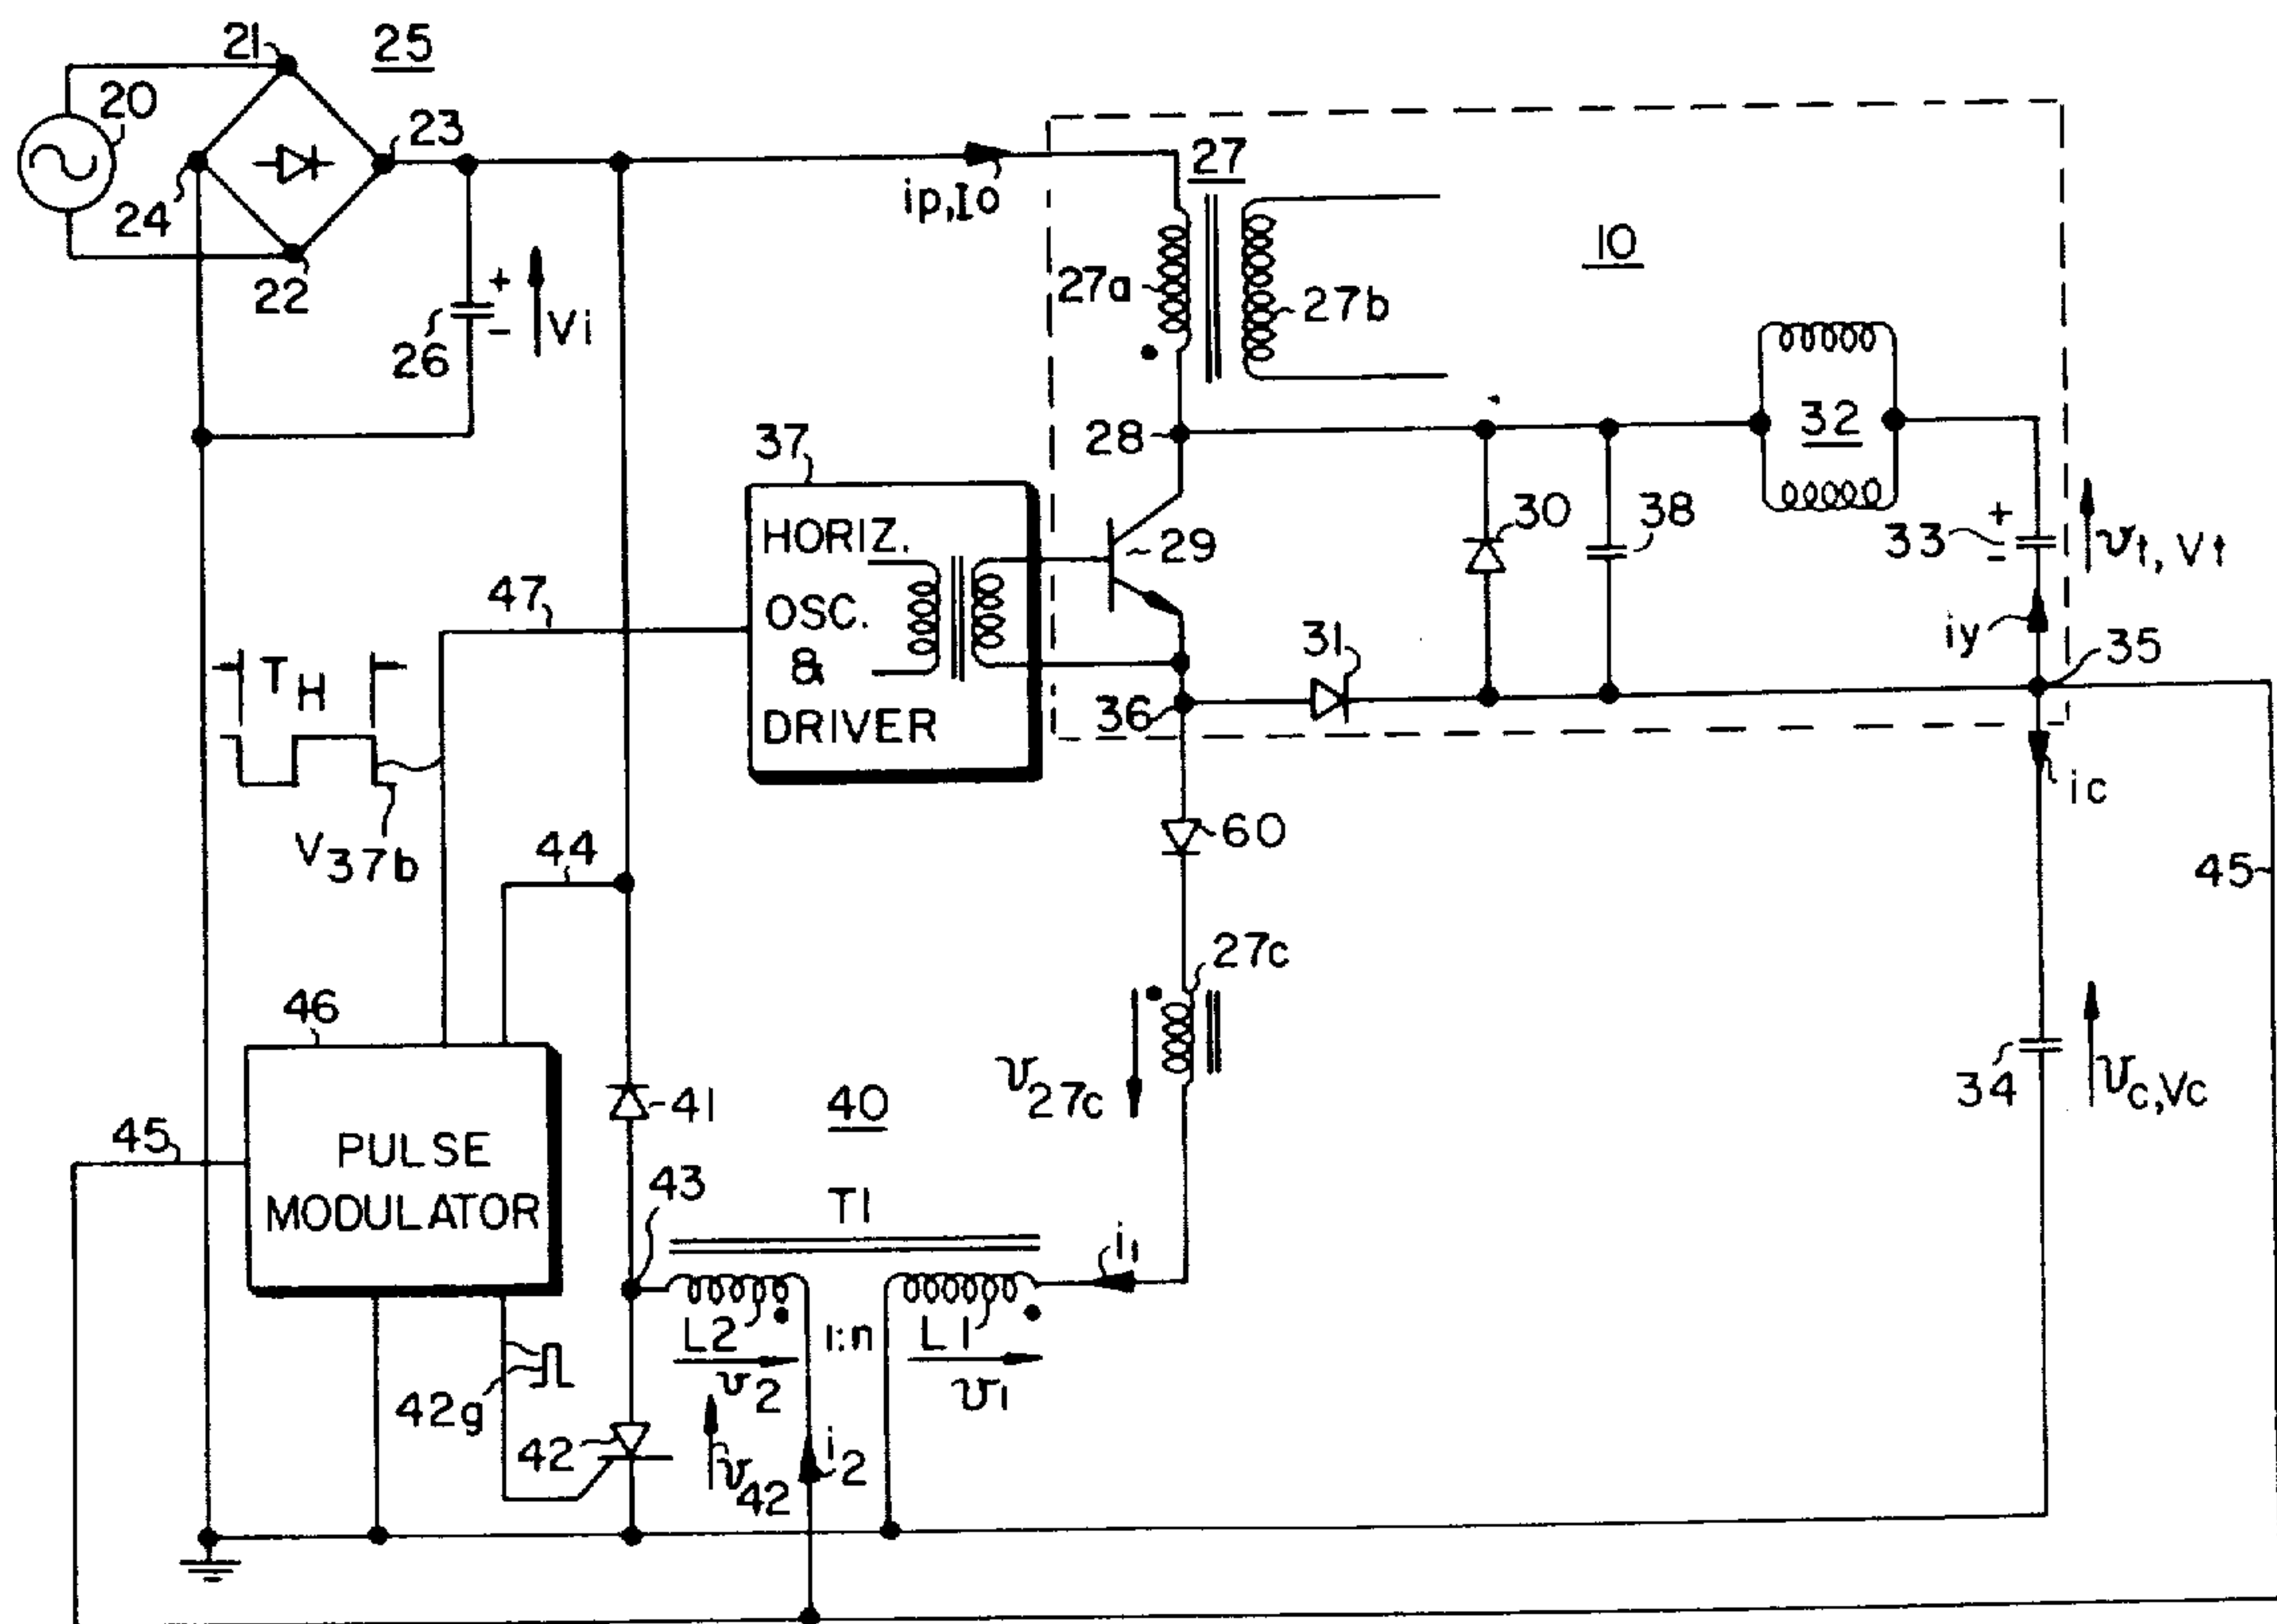 21
25
20
23
24
22
26
+
-
Vi
ip,Io
27
27a
27b
10
28
32
37
HORIZ.
OSC.
&
DRIVER
29
30
38
33
+
-
vt, Vt
iy
35
31
36
47
TH
V37b
44
60
ic
45
27c
v27c
46
PULSE
MODULATOR
45
41
40
43
T1
i1
34
vc,Vc
L2
1:n
L1
v2
v1
42g
42
v42
i2